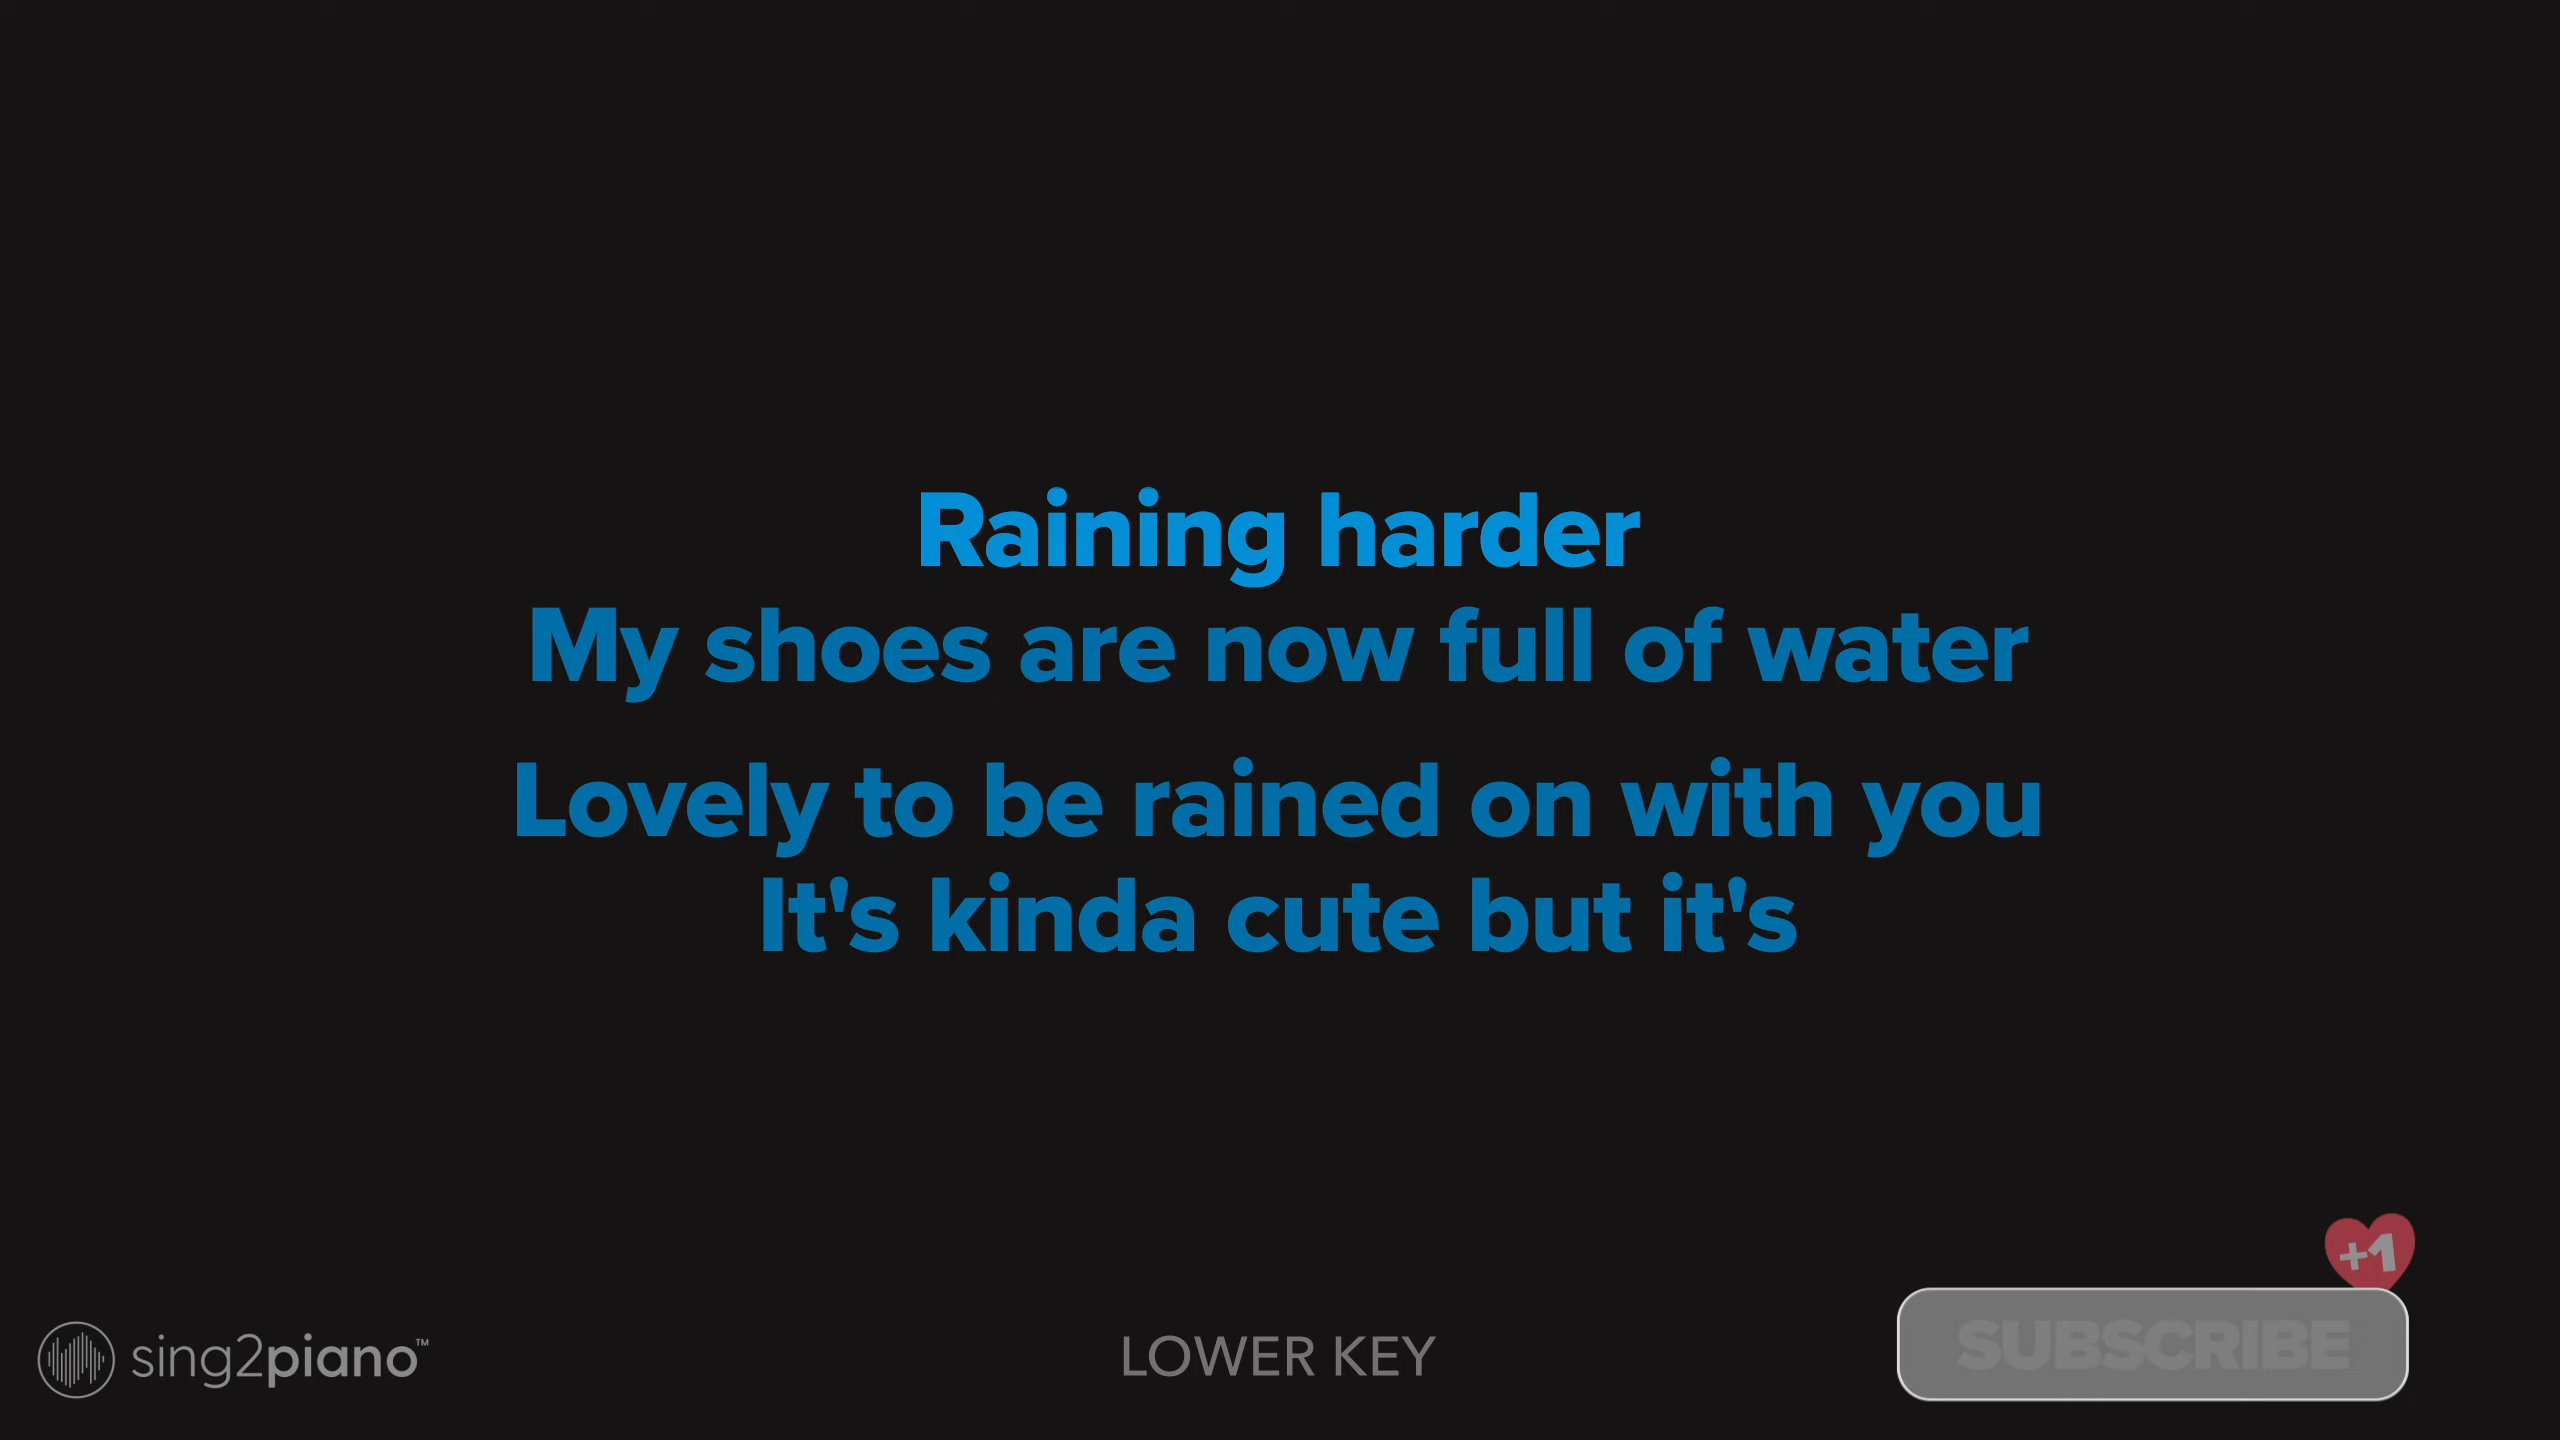 Raining harder
My shoes are now full of water
Lovely to be rained on with you
It's kinda cute but it's
+1
sing2piano™
LOWER KEY
SUBSCRIBE